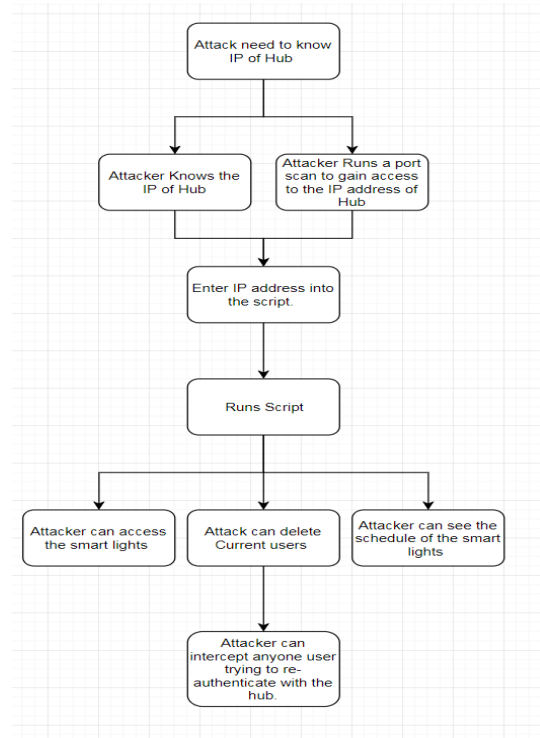 Attack need to know
IP of Hub
Attacker Knows the
IP of Hub
Attacker Runs a port
scan to gain access
to the IP address of
Hub
Enter IP address into
the script.
Runs Script
Attacker can access
the smart lights
Attack can delete
Current users
Attacker can see the
schedule of the smart
lights
Attacker can
intercept anyone user
trying to re-
authenticate with the
hub.